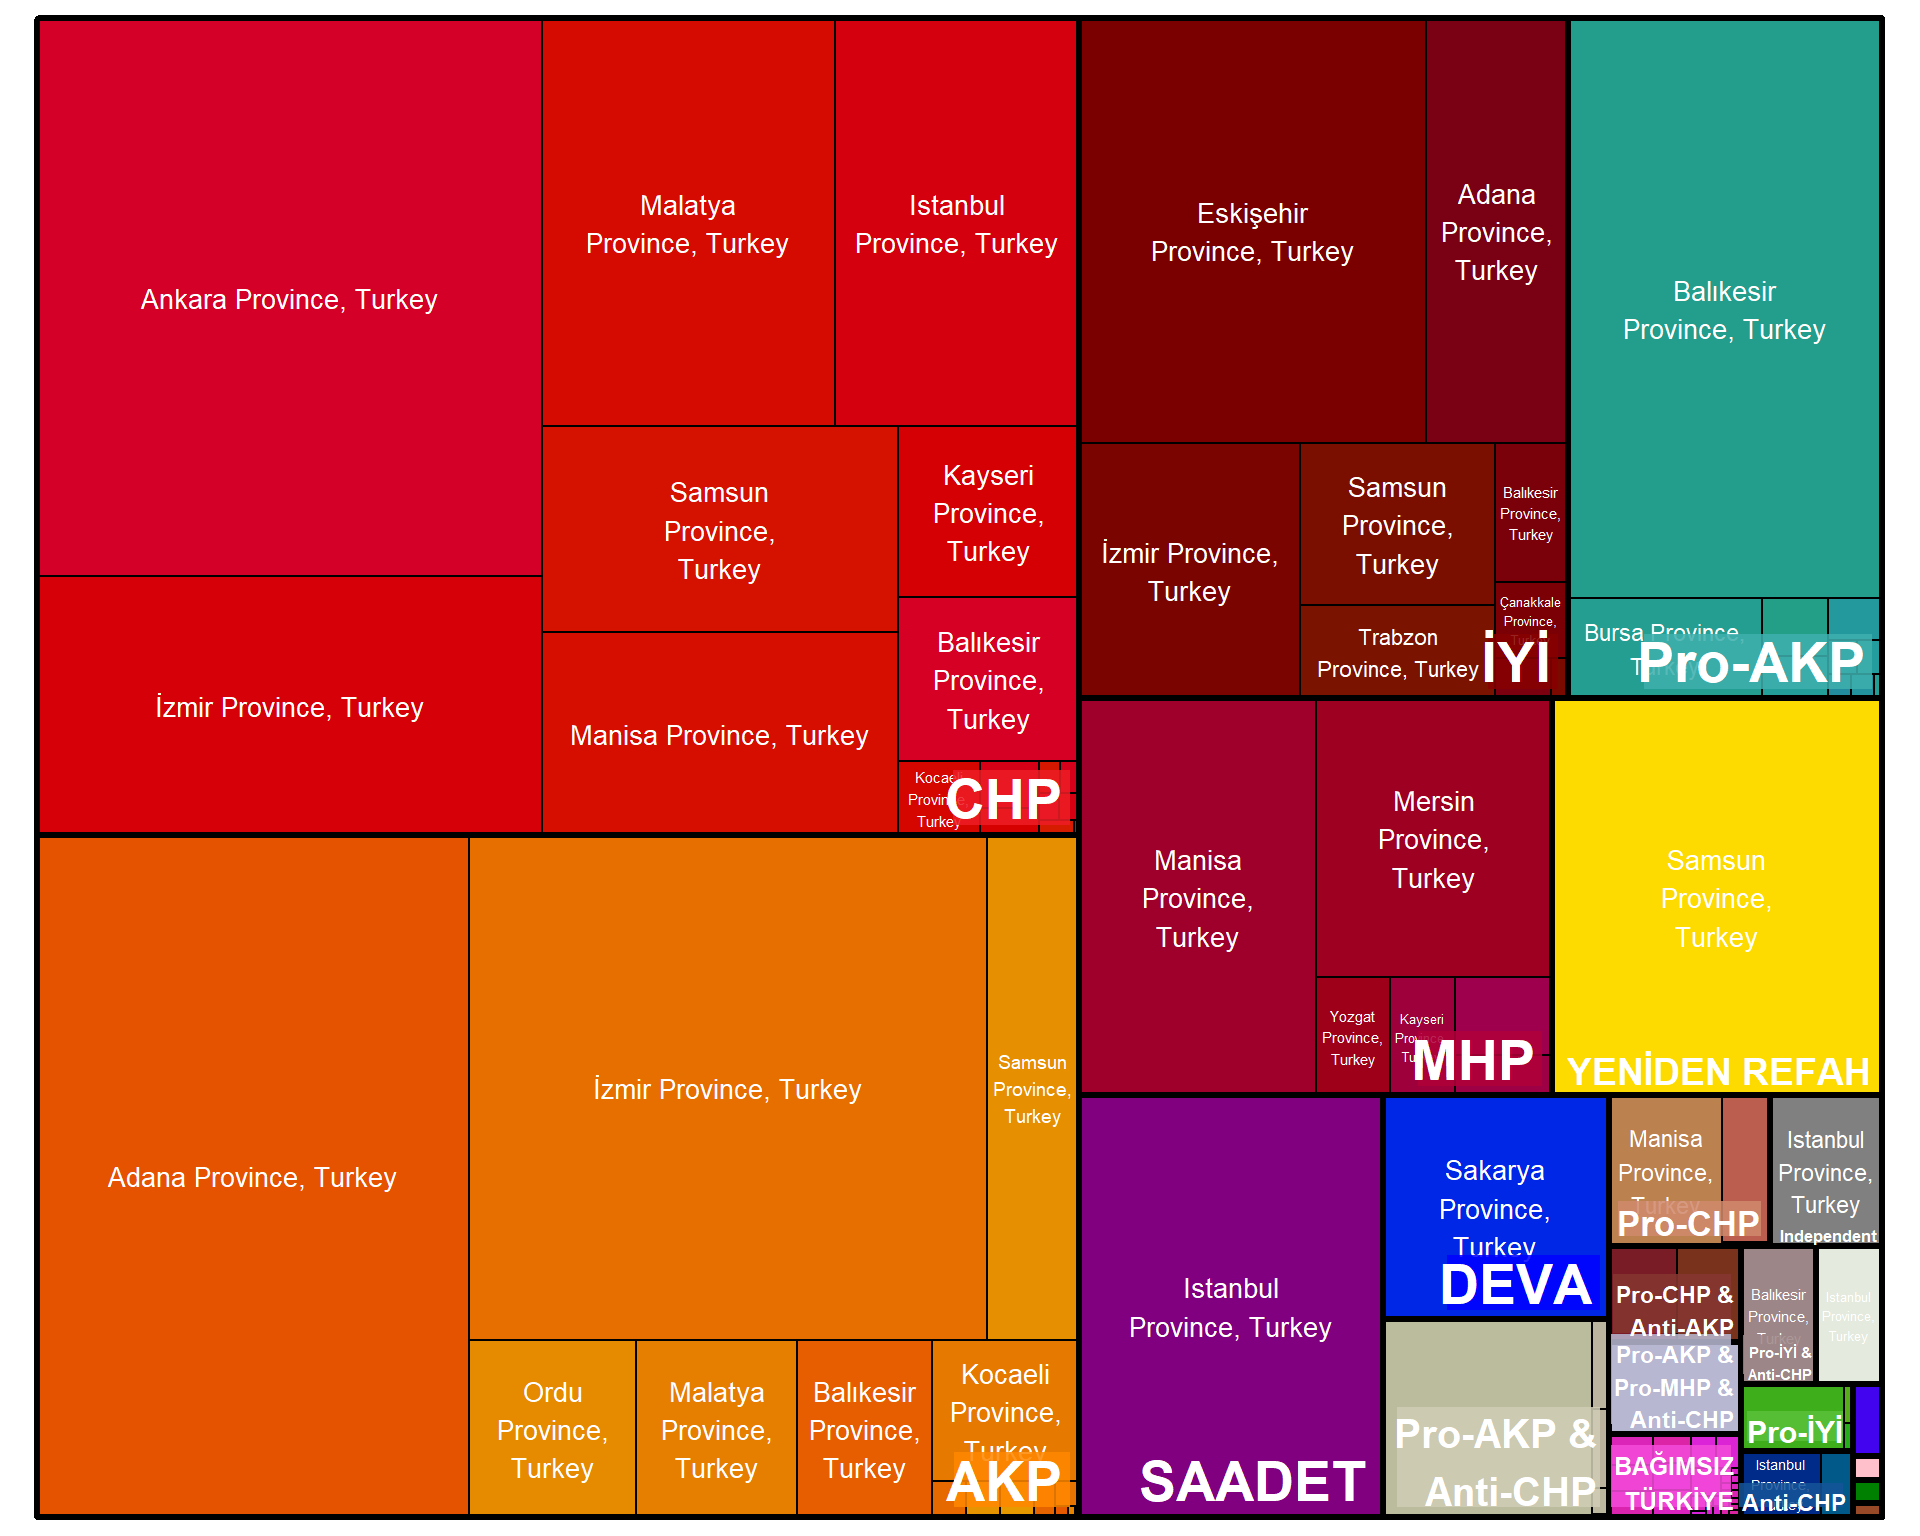 Ankara Province, Turkey
Malatya
Province, Turkey
Istanbul
Province, Turkey
İzmir Province, Turkey
Samsun
Province,
Turkey
Manisa Province, Turkey
Kayseri
Province,
Turkey
Balıkesir
Province,
Turkey
Kocaeli
Province,
Turkey
CHP
Eskişehir
Province, Turkey
Adana
Province,
Turkey
İzmir Province,
Turkey
Samsun
Province,
Turkey
Trabzon
Province, Turkey
Balıkesir
Province,
Turkey
Çanakkale
Province,
İYİ
Balıkesir
Province, Turkey
Bursa Province,
Turkey
Pro-AKP
Adana Province, Turkey
İzmir Province, Turkey
Samsun
Province,
Turkey
Ordu
Province,
Turkey
Malatya
Province,
Turkey
Balıkesir
Province,
Turkey
Kocaeli
Province,
Turkey
AKP
Manisa
Province,
Turkey
Mersin
Province,
Turkey
Yozgat
Province,
Turkey
Kayseri
Province,
Turkey
MHP
Samsun
Province,
Turkey
YENİDEN REFAH
Istanbul
Province, Turkey
SAADET
Sakarya
Province,
Turkey
DEVA
Pro-AKP &
Anti-CHP
Manisa
Province,
Turkey
Pro-CHP
Istanbul
Province,
Turkey
Independent
Pro-CHP &
Anti-AKP
Pro-AKP &
Pro-MHP &
Anti-CHP
Balıkesir
Province,
Turkey
Pro-İYİ &
Anti-CHP
Istanbul
Province,
Turkey
Pro-İYİ
BAĞIMSIZ
TÜRKİYE
Istanbul
Province,
Turkey
Anti-CHP